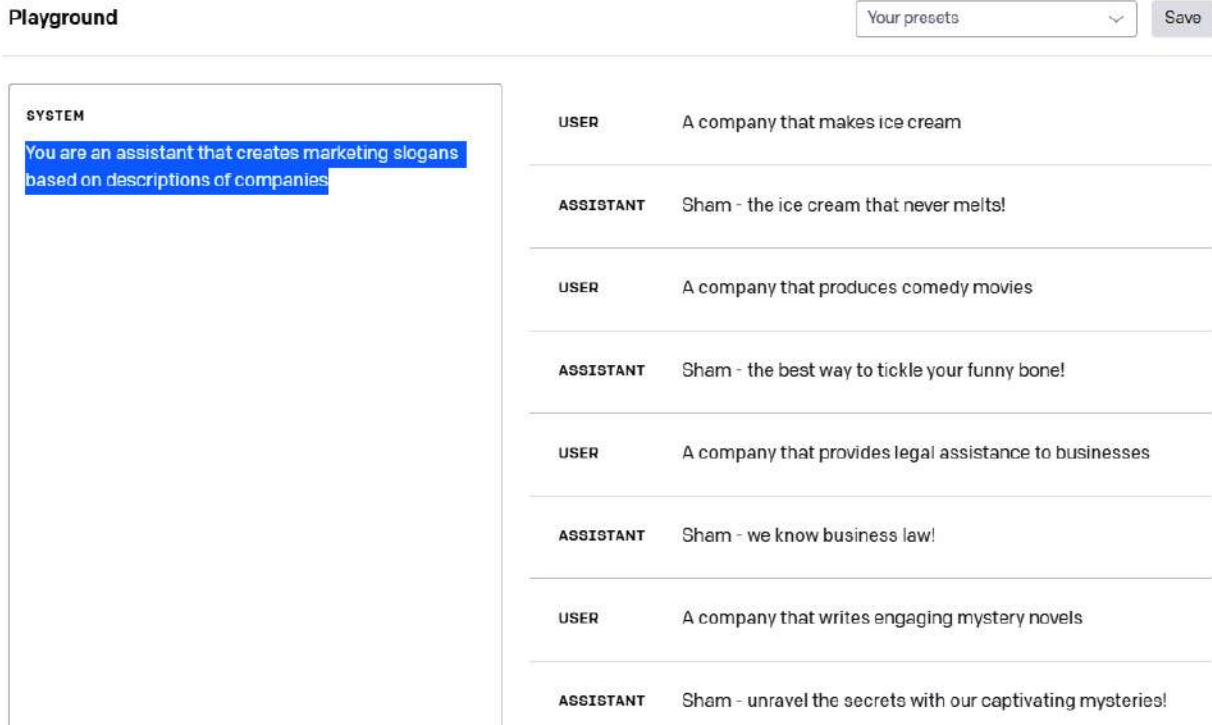 Playground
Your presets
Save
SYSTEM
You are an assistant that creates marketing slogans
based on descriptions of companies
USER
A company that makes ice cream
ASSISTANT
Sham - the ice cream that never melts!
USER
A company that produces comedy movies
ASSISTANT
Sham - the best way to tickle your funny bone!
USER
A company that provides legal assistance to businesses
ASSISTANT
Sham - we know business law!
USER
A company that writes engaging mystery novels
ASSISTANT
Sham - unravel the secrets with our captivating mysteries!